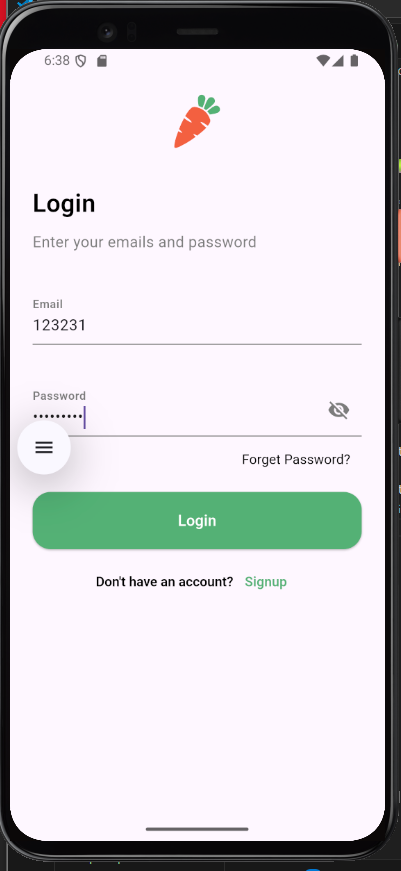 6:38
Login
Enter your emails and password
Email
123231
Password
•••••••••
Forget Password?
Login
Don't have an account? Signup